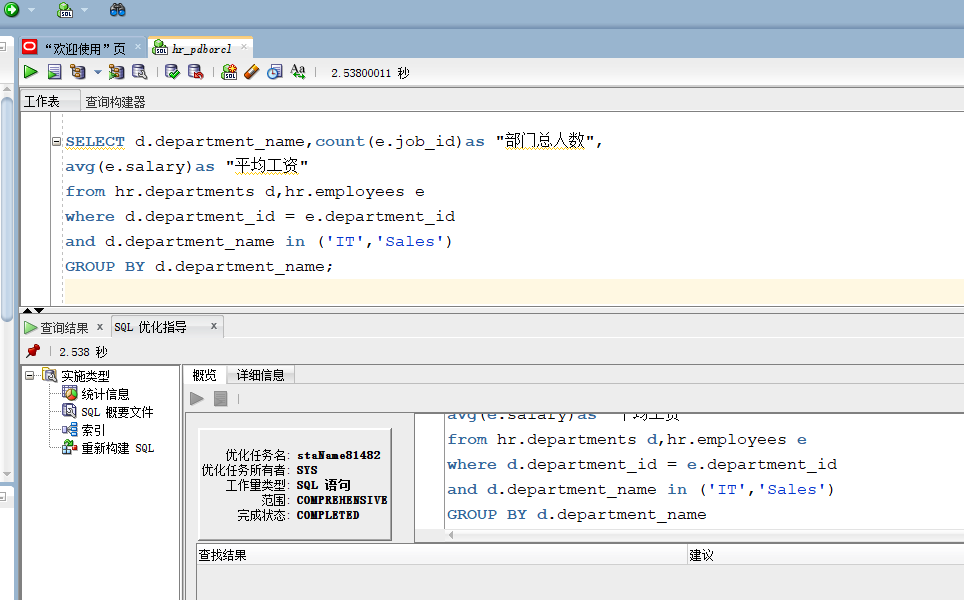 “欢迎使用”页
hr_pdborcl
2.53800011 秒
工作表 查询构建器
SELECT d.department_name,count(e.job_id)as "部门总人数",
avg(e.salary)as "平均工资"
from hr.departments d,hr.employees e
where d.department_id = e.department_id
and d.department_name in ('IT','Sales')
GROUP BY d.department_name;
查询结果 x SQL 优化指导 x
2.538 秒
实施类型
统计信息
SQL 概要文件
索引
重新构建 SQL
概览 详细信息
优化任务名: staName81482
优化任务所有者: SYS
工作量类型: SQL 语句
范围: COMPREHENSIVE
完成状态: COMPLETED
avg(e.salary)as "平均工资"
from hr.departments d,hr.employees e
where d.department_id = e.department_id
and d.department_name in ('IT','Sales')
GROUP BY d.department_name
查找结果 建议